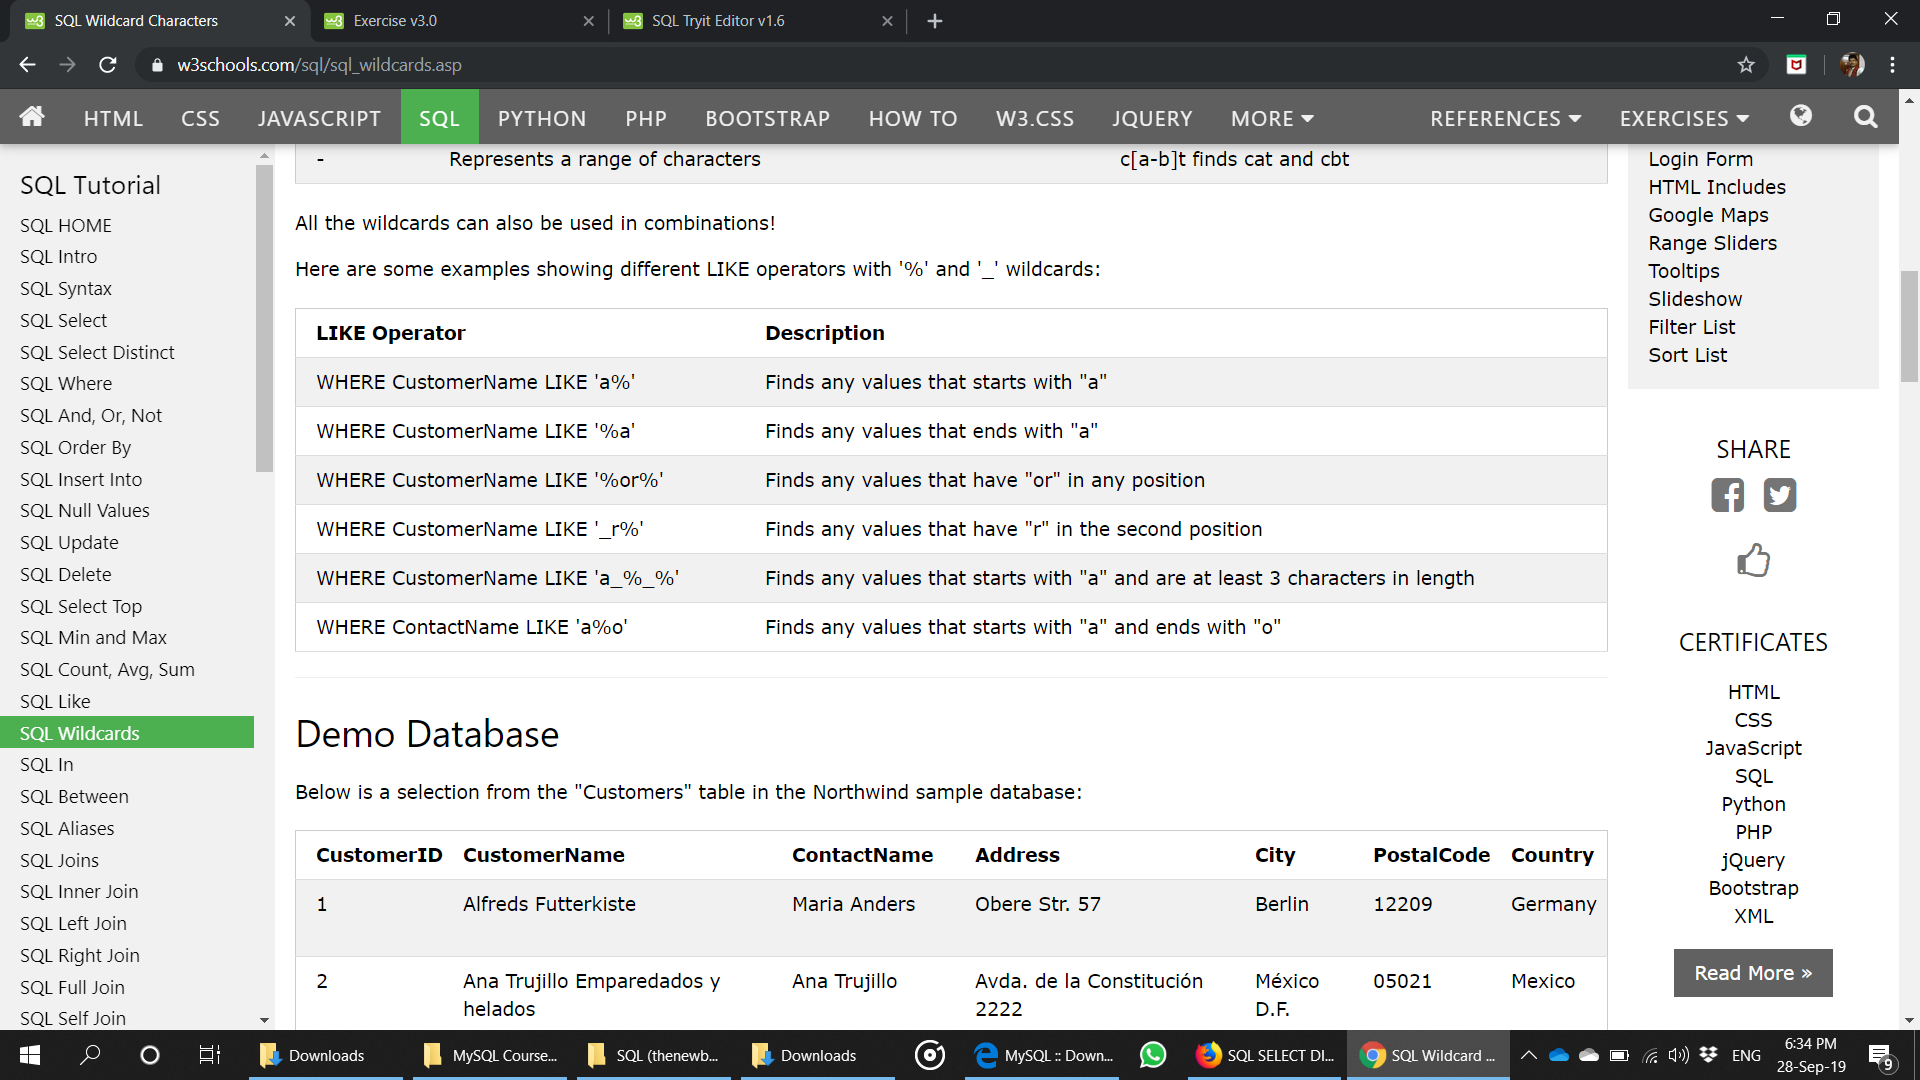 SQL Wildcard Characters
Exercise v3.0
SQL Tryit Editor v1.6
w3schools.com/sql/sql_wildcards.asp
HTML CSS JAVASCRIPT SQL PYTHON PHP BOOTSTRAP HOW TO W3.CSS JQUERY MORE REFERENCES EXERCISES
SQL Tutorial
SQL HOME
SQL Intro
SQL Syntax
SQL Select
SQL Select Distinct
SQL Where
SQL And, Or, Not
SQL Order By
SQL Insert Into
SQL Null Values
SQL Update
SQL Delete
SQL Select Top
SQL Min and Max
SQL Count, Avg, Sum
SQL Like
SQL Wildcards
SQL In
SQL Between
SQL Aliases
SQL Joins
SQL Inner Join
SQL Left Join
SQL Right Join
SQL Full Join
SQL Self Join
- Represents a range of characters c[a-b]t finds cat and cbt
All the wildcards can also be used in combinations!
Here are some examples showing different LIKE operators with '%' and '_' wildcards:
LIKE Operator Description
WHERE CustomerName LIKE 'a%' Finds any values that starts with "a"
WHERE CustomerName LIKE '%a' Finds any values that ends with "a"
WHERE CustomerName LIKE '%or%' Finds any values that have "or" in any position
WHERE CustomerName LIKE '_r%' Finds any values that have "r" in the second position
WHERE CustomerName LIKE 'a_%_%' Finds any values that starts with "a" and are at least 3 characters in length
WHERE ContactName LIKE 'a%o' Finds any values that starts with "a" and ends with "o"
Demo Database
Below is a selection from the "Customers" table in the Northwind sample database:
CustomerID CustomerName ContactName Address City PostalCode Country
1 Alfreds Futterkiste Maria Anders Obere Str. 57 Berlin 12209 Germany
2 Ana Trujillo Emparedados y Ana Trujillo Avda. de la Constitución México 05021 Mexico
helados 2222 D.F.
Login Form
HTML Includes
Google Maps
Range Sliders
Tooltips
Slideshow
Filter List
Sort List
SHARE
CERTIFICATES
HTML
CSS
JavaScript
SQL
Python
PHP
jQuery
Bootstrap
XML
Read More »
Downloads
MySQL Course...
SQL (thenewb...
Downloads
MySQL :: Down...
SQL SELECT DI...
SQL Wildcard ...
ENG
6:34 PM
28-Sep-19
9